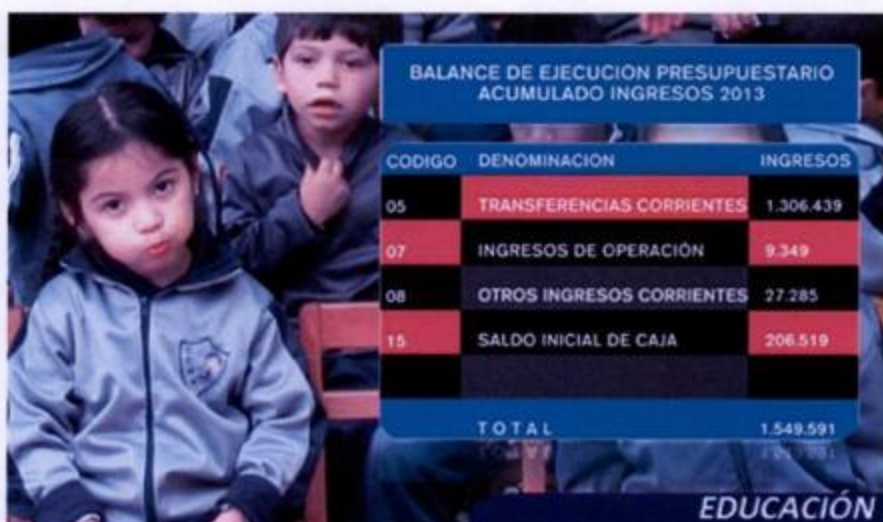 BALANCE DE EJECUCION PRESUPUESTARIO
ACUMULADO INGRESOS 2013
CODIGO DENOMINACION INGRESOS
05 TRANSFERENCIAS CORRIENTES 1.306.439
07 INGRESOS DE OPERACIÓN 9.349
08 OTROS INGRESOS CORRIENTES 27.285
15 SALDO INICIAL DE CAJA 206.519
TOTAL 1.549.591
EDUCACIÓN